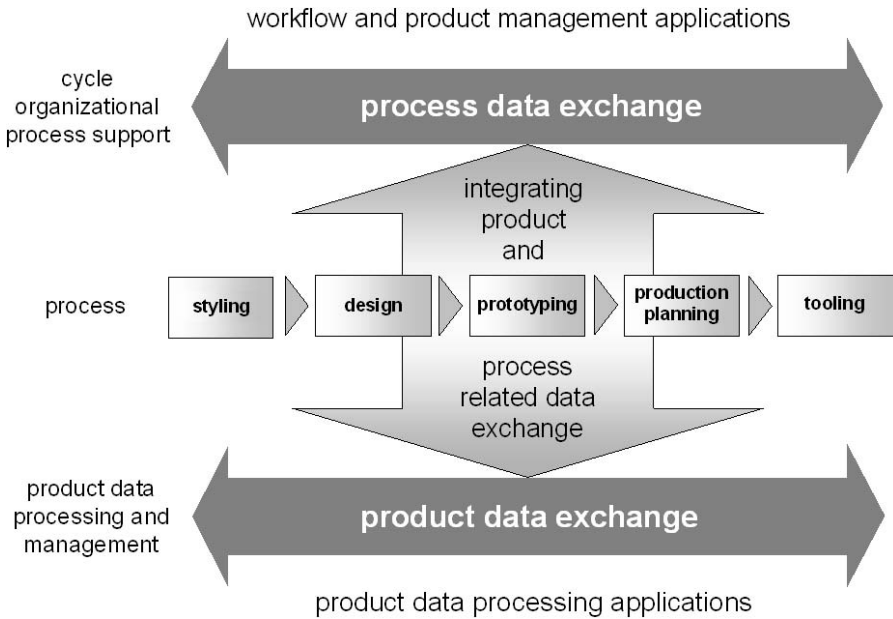 workflow and product management applications
cycle
organizational
process support
process data exchange
integrating
product
and
process
styling
design
prototyping
production
planning
tooling
process
related data
exchange
product data
processing and
management
product data exchange
product data processing applications